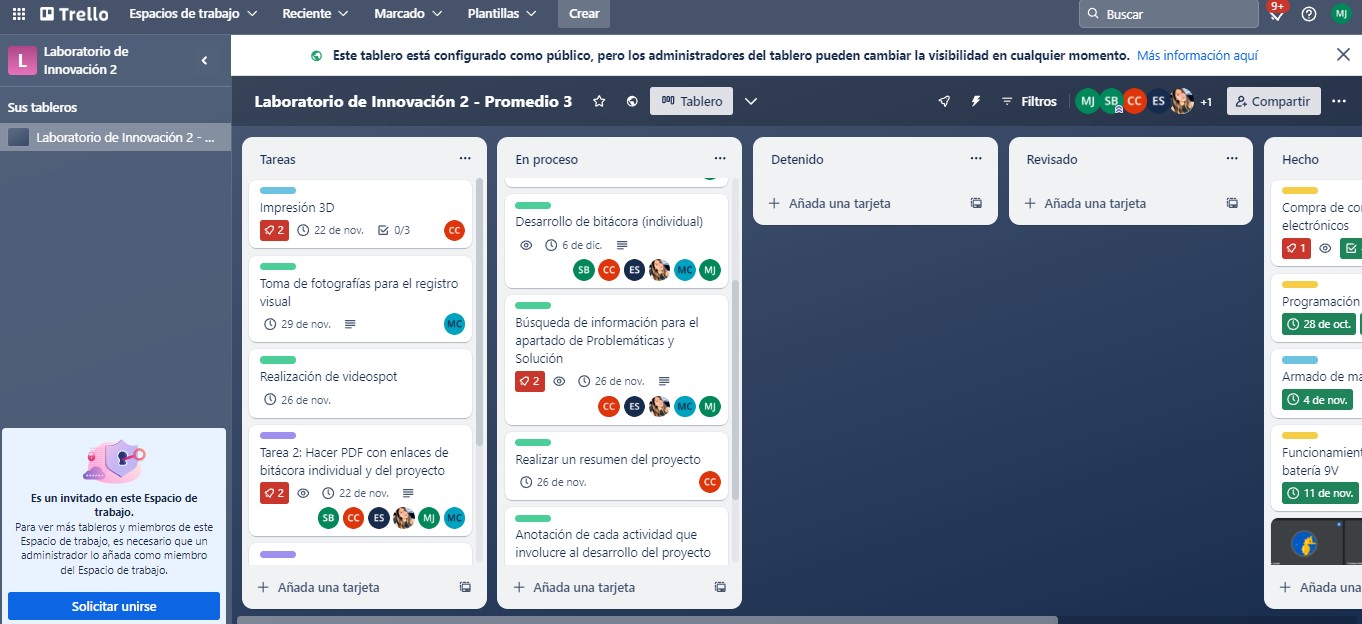 Trello
Espacios de trabajo
Reciente
Marcado
Plantillas
Crear
Buscar
9+
MJ
L
Laboratorio de
Innovación 2
Sus tableros
Laboratorio de Innovación 2 - ...
Es un invitado en este Espacio de
trabajo.
Para ver más tableros y miembros de este
Espacio de trabajo, es necesario que un
administrador lo añada como miembro
del Espacio de trabajo.
Solicitar unirse
Este tablero está configurado como público, pero los administradores del tablero pueden cambiar la visibilidad en cualquier momento. Más información aquí
Laboratorio de Innovación 2 - Promedio 3
Tablero
Filtros
MJ SB CC ES +1
Compartir
Tareas
Impresión 3D
2 22 de nov. 0/3 CC
Toma de fotografías para el registro
visual
29 de nov. MC
Realización de videospot
26 de nov.
Tarea 2: Hacer PDF con enlaces de
bitácora individual y del proyecto
2 22 de nov.
SB CC ES MJ MC
+ Añada una tarjeta
En proceso
Desarrollo de bitácora (individual)
6 de dic.
SB CC ES MC MJ
Búsqueda de información para el
apartado de Problemáticas y
Solución
2 26 de nov.
CC ES MC MJ
Realizar un resumen del proyecto
26 de nov. CC
Anotación de cada actividad que
involucre al desarrollo del proyecto
+ Añada una tarjeta
Detenido
+ Añada una tarjeta
Revisado
+ Añada una tarjeta
Hecho
Compra de co
electrónicos
1
Programación
28 de oct.
Armado de ma
4 de nov.
Funcionamient
batería 9V
11 de nov.
+ Añada una